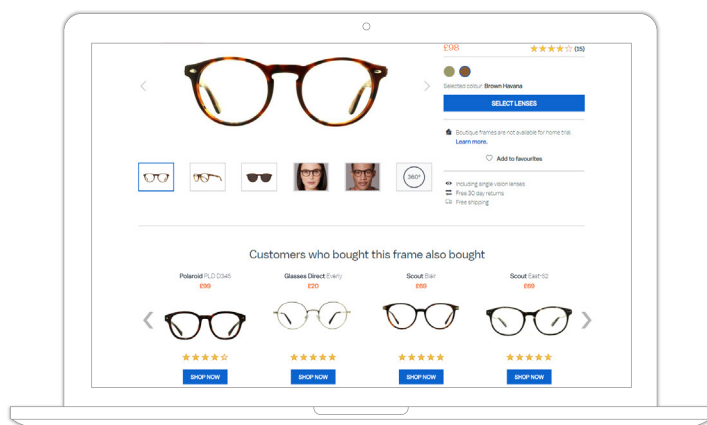 £98
(15)
Selected colour: Brown Havana
SELECT LENSES
Boutique frames are not available for home trial.
Learn more.
Add to favourites
360°
Including single vision lenses
Free 30 day returns
Free shipping
Customers who bought this frame also bought
Polaroid PLD D345 Glasses Direct Everly Scout Blair Scout East-52
£99 £20 £69 £69
SHOP NOW SHOP NOW SHOP NOW SHOP NOW